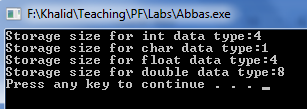 F:\Khalid\Teaching\PF\Labs\Abbas.exe
Storage size for int data type:4
Storage size for char data type:1
Storage size for float data type:4
Storage size for double data type:8
Press any key to continue . . .